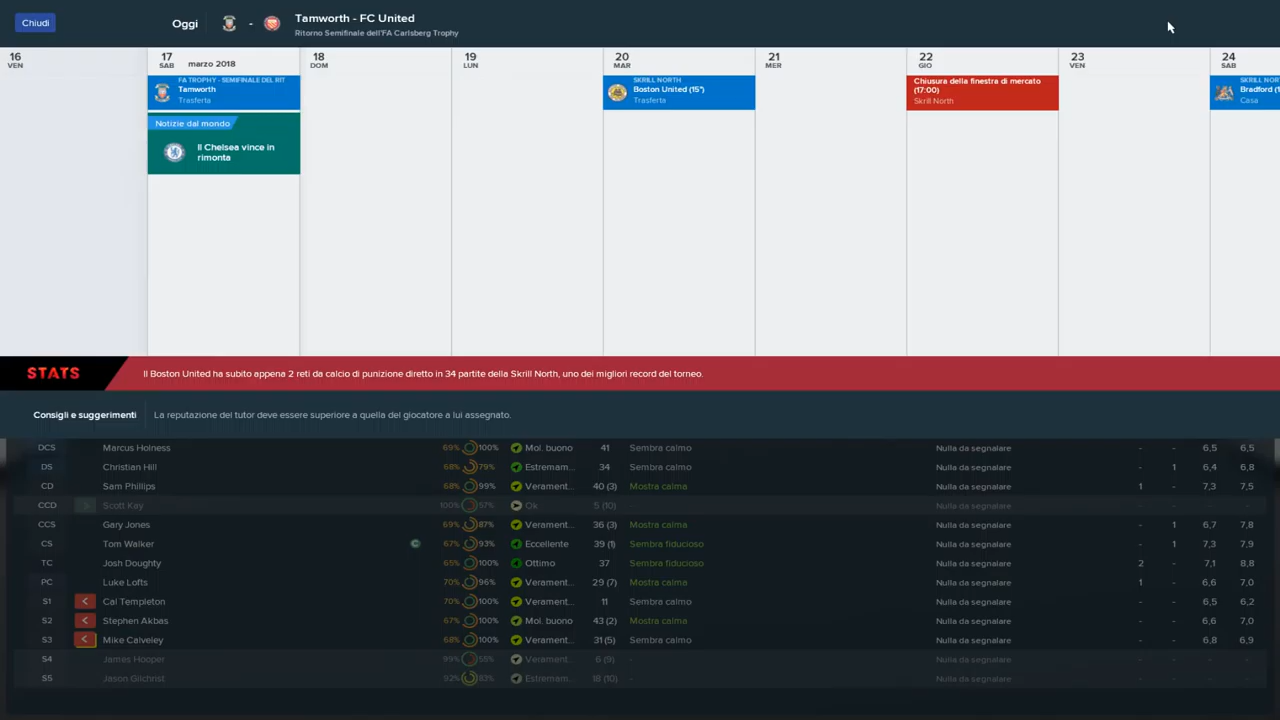 Chiudi
Oggi
-
Tamworth - FC United
Ritorno Semifinale dell'FA Carlsberg Trophy
16 VEN
17 SAB marzo 2018
18 DOM
19 LUN
20 MAR
21 MER
22 GIO
23 VEN
24 SAB
FA TROPHY - SEMIFINALE DEL RIT
Tamworth
Trasferta
Notizie dal mondo
Il Chelsea vince in
rimonta
SKRILL NORTH
Boston United (15°)
Trasferta
Chiusura della finestra di mercato
(17:00)
Skrill North
SKRILL NOR
Bradford (1
Casa
STATS Il Boston United ha subito appena 2 reti da calcio di punizione diretto in 34 partite della Skrill North, uno dei migliori record del torneo.
Consigli e suggerimenti La reputazione del tutor deve essere superiore a quella del giocatore a lui assegnato.
DCS Marcus Holness 69% 100% Mol. buono 41 Sembra calmo Nulla da segnalare - - 6,5 6,5
DS Christian Hill 68% 79% Estremam... 34 Sembra calmo Nulla da segnalare - 1 6,4 6,8
CD Sam Phillips 68% 99% Verament... 40 (3) Mostra calma Nulla da segnalare 1 - 7,3 7,5
CCD Scott Kay 100% 57% Ok 5 (10) - Nulla da segnalare - - - -
CCS Gary Jones 69% 87% Verament... 36 (3) Mostra calma Nulla da segnalare - 1 6,7 7,8
CS Tom Walker 67% 93% Eccellente 39 (1) Sembra fiducioso Nulla da segnalare - 1 7,3 7,9
TC Josh Doughty 65% 100% Ottimo 37 Sembra fiducioso Nulla da segnalare 2 - 7,1 8,8
PC Luke Lofts 70% 96% Verament... 29 (7) Mostra calma Nulla da segnalare 1 - 6,6 7,0
S1 Cal Templeton 70% 100% Verament... 11 Sembra calmo Nulla da segnalare - - 6,5 6,2
S2 Stephen Akbas 67% 100% Mol. buono 43 (2) Mostra calma Nulla da segnalare - - 6,6 7,0
S3 Mike Calveley 68% 100% Verament... 31 (5) Sembra calmo Nulla da segnalare - - 6,8 6,9
S4 James Hooper 99% 55% Verament... 6 (9) - Nulla da segnalare - - - -
S5 Jason Gilchrist 92% 83% Estremam... 18 (10) - Nulla da segnalare - - - -